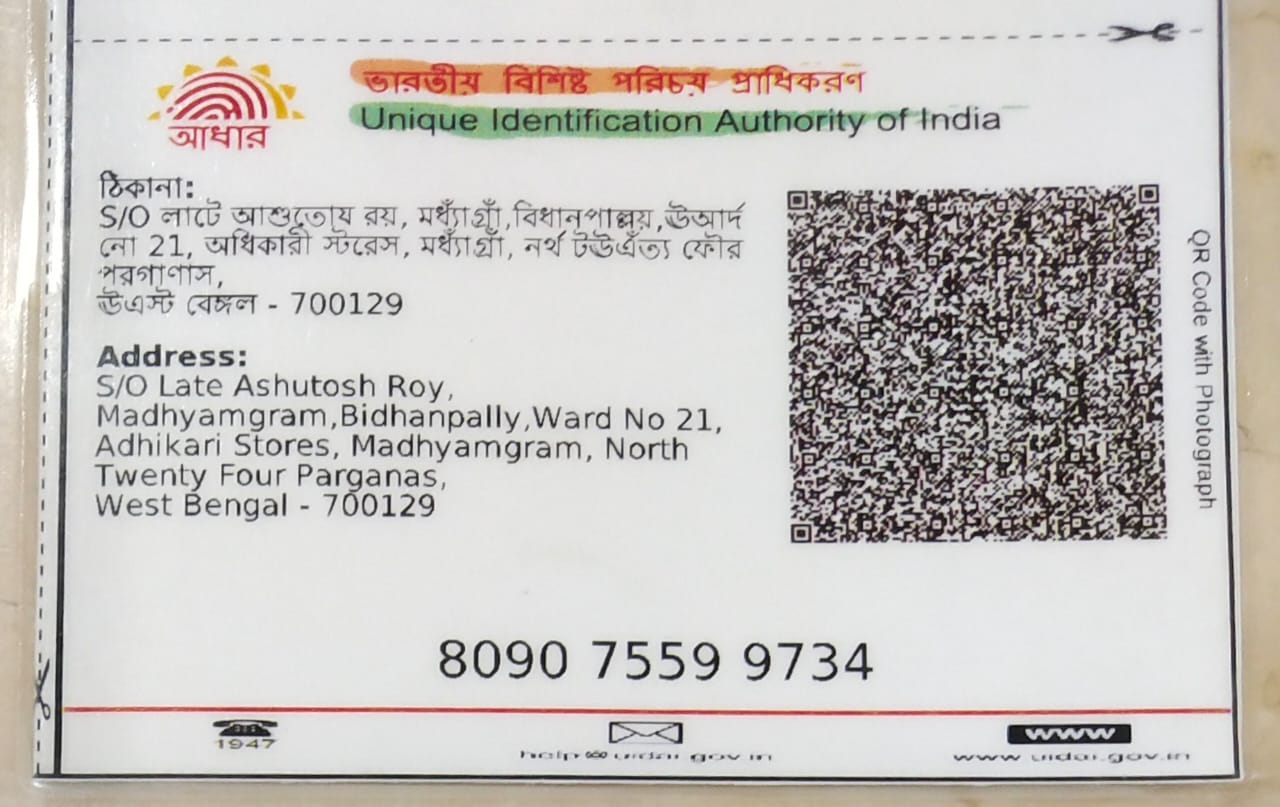 ভারতীয় বিশিষ্ট পরিচয় প্রাধিকরণ
Unique Identification Authority of India
আধার
ঠিকানা:
S/O লাটে আশুতোষ রয়, মধ্যাঁগ্রাঁ,বিধানপাল্লয়,ঊআর্দ
নো 21, অধিকারী স্টরেস, মধ্যাঁগ্রাঁ, নর্থ
পরগাণাস,
ঊএস্ট বেঙ্গল - 700129
Address:
S/O Late Ashutosh Roy,
Madhyamgram,Bidhanpally,Ward No 21,
Adhikari Stores, Madhyamgram, North
Twenty Four Parganas,
West Bengal - 700129
QR Code with Photograph
8090 7559 9734
1947
help@uidai.gov.in
www
www.uidai.gov.in